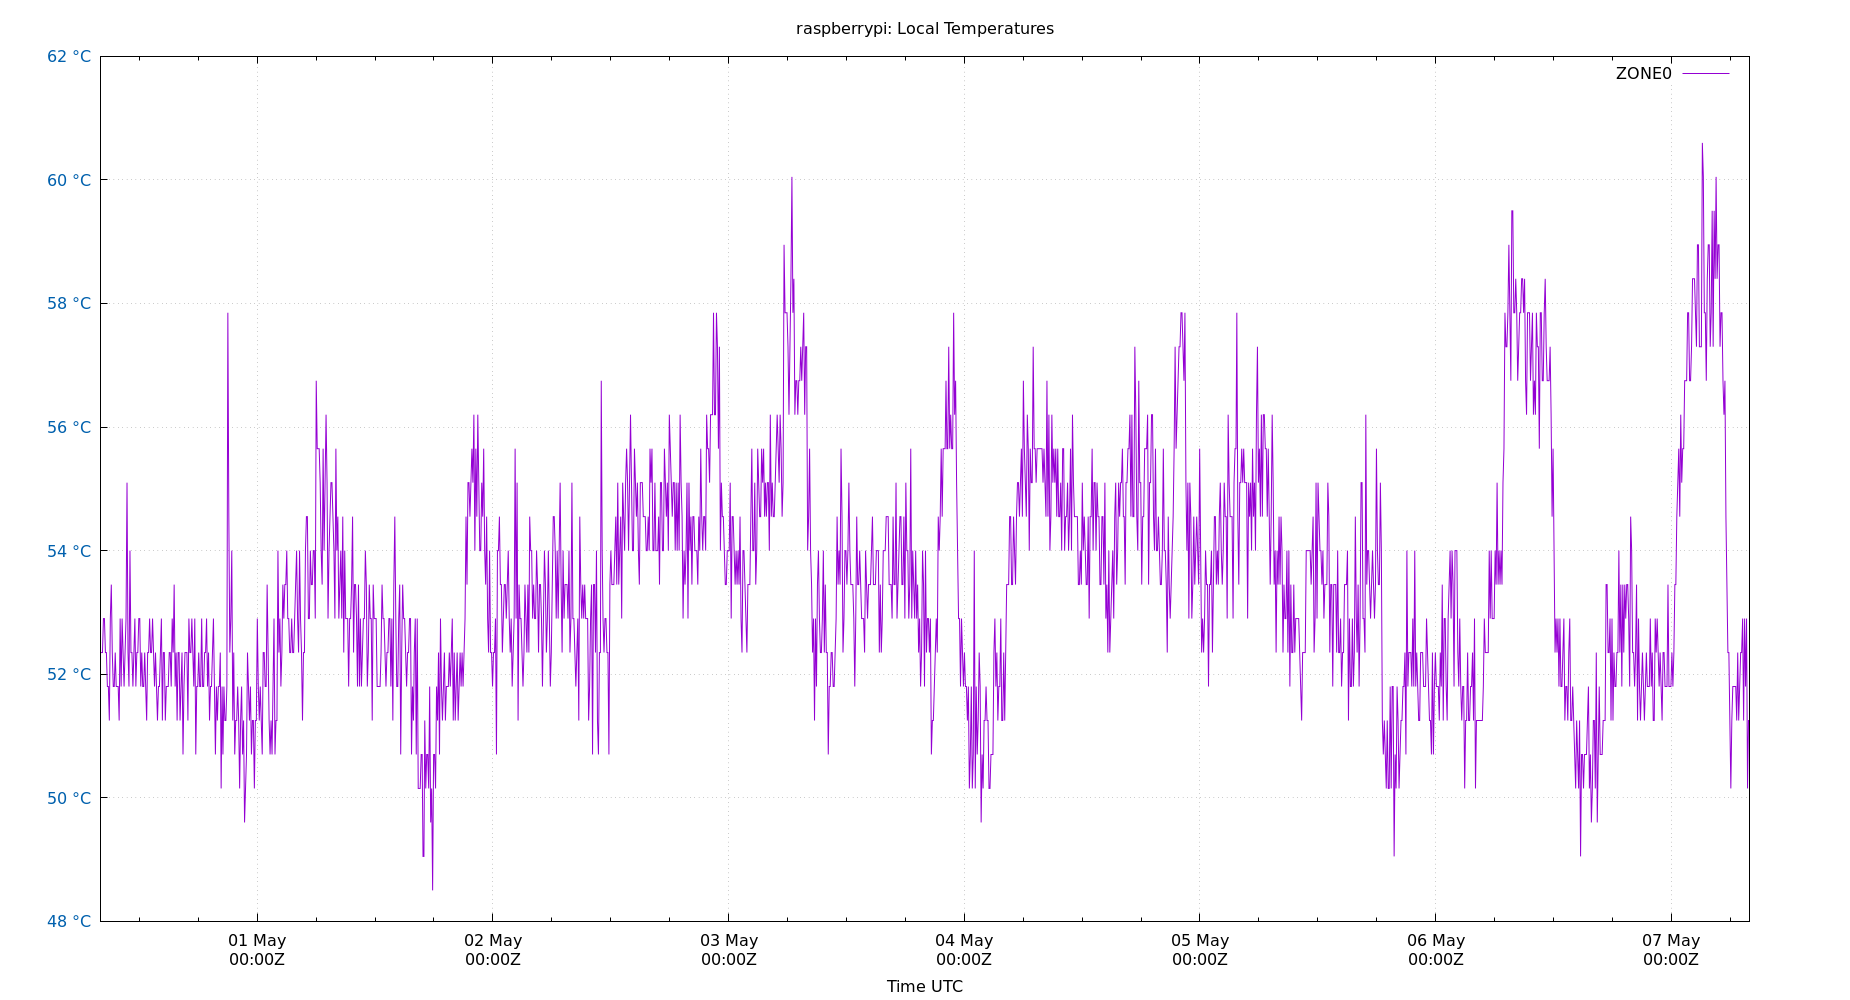 raspberrypi: Local Temperatures
62 °C
ZONE0
60 °C
58 °C
56 °C
54 °C
52 °C
50 °C
48 °C
01 May 02 May 03 May 04 May 05 May 06 May 07 May
00:00Z 00:00Z 00:00Z 00:00Z 00:00Z 00:00Z 00:00Z
Time UTC